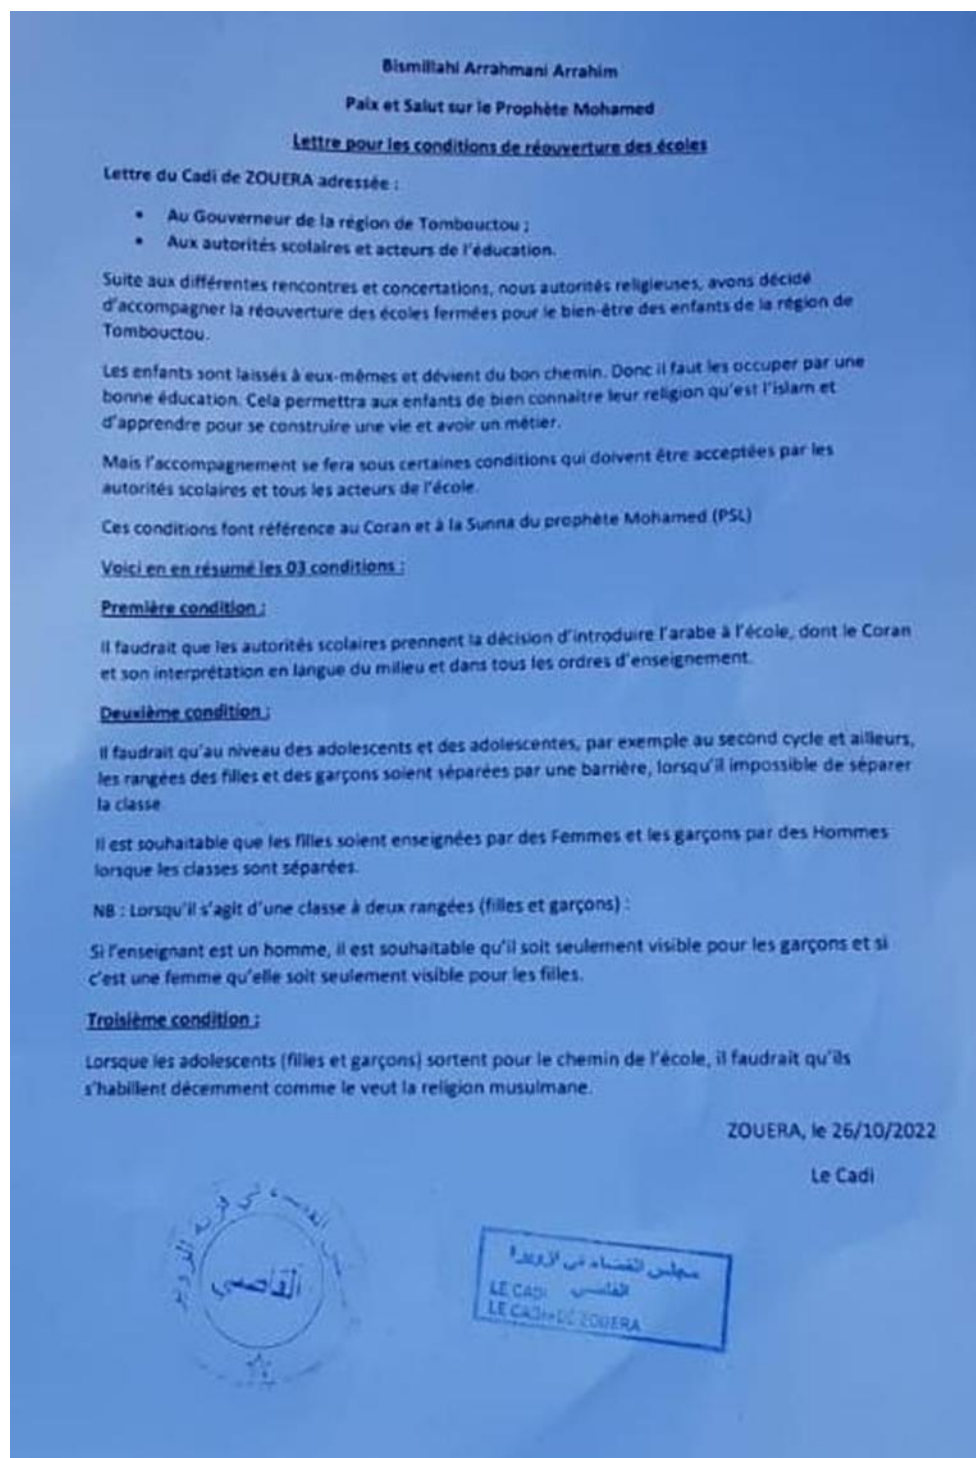 Bismillahi Arrahmani Arrahim
Paix et Salut sur le Prophète Mohamed
Lettre pour les conditions de réouverture des écoles
Lettre du Cadi de ZOUERA adressée :
• Au Gouverneur de la région de Tombouctou ;
• Aux autorités scolaires et acteurs de l'éducation.
Suite aux différentes rencontres et concertations, nous autorités religieuses, avons décidé
d'accompagner la réouverture des écoles fermées pour le bien-être des enfants de la région de
Tombouctou.
Les enfants sont laissés à eux-mêmes et dévient du bon chemin. Donc il faut les occuper par une
bonne éducation. Cela permettra aux enfants de bien connaitre leur religion qu'est l'islam et
d'apprendre pour se construire une vie et avoir un métier.
Mais l'accompagnement se fera sous certaines conditions qui doivent être acceptées par les
autorités scolaires et tous les acteurs de l'école.
Ces conditions font référence au Coran et à la Sunna du prophète Mohamed (PSL)
Voici en en résumé les 03 conditions :
Première condition :
Il faudrait que les autorités scolaires prennent la décision d'introduire l'arabe à l'école, dont le Coran
et son interprétation en langue du milieu et dans tous les ordres d'enseignement.
Deuxième condition :
Il faudrait qu'au niveau des adolescents et des adolescentes, par exemple au second cycle et ailleurs,
les rangées des filles et des garçons soient séparées par une barrière, lorsqu'il impossible de séparer
la classe.
Il est souhaitable que les filles soient enseignées par des Femmes et les garçons par des Hommes
lorsque les classes sont séparées.
NB : Lorsqu'il s'agit d'une classe à deux rangées (filles et garçons) :
Si l'enseignant est un homme, il est souhaitable qu'il soit seulement visible pour les garçons et si
c'est une femme qu'elle soit seulement visible pour les filles.
Troisième condition :
Lorsque les adolescents (filles et garçons) sortent pour le chemin de l'école, il faudrait qu'ils
s'habillent décemment comme le veut la religion musulmane.
ZOUERA, le 26/10/2022
Le Cadi
القاضي
مجلس القضاء في ازويرا
القاضي
LE CADI
LE CADI DE ZOUERA